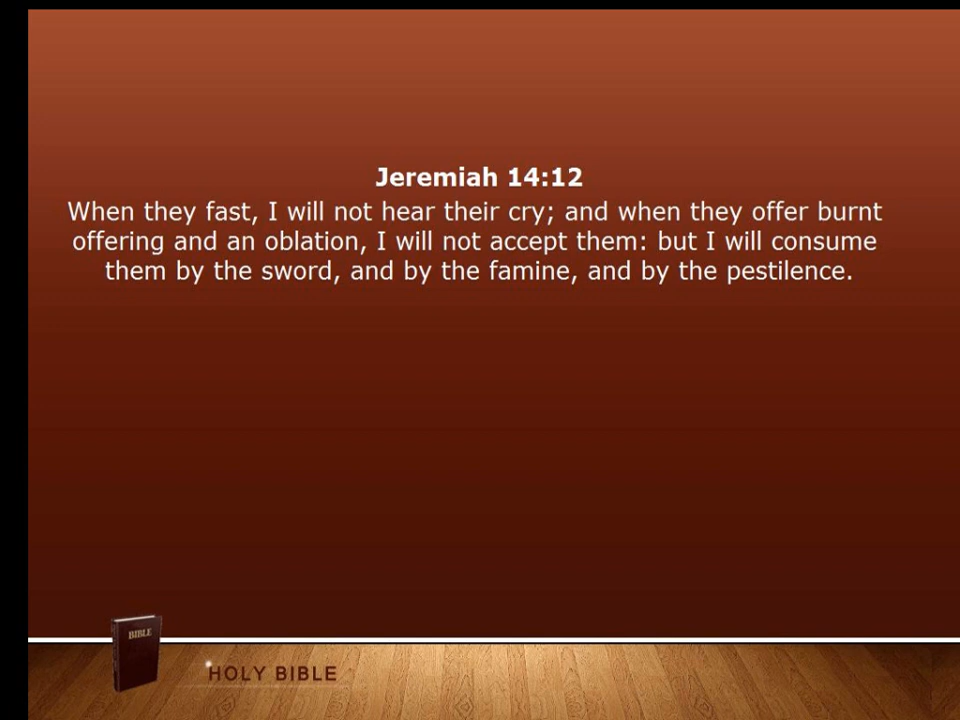 Jeremiah 14:12
When they fast, I will not hear their cry; and when they offer burnt
offering and an oblation, I will not accept them: but I will consume
them by the sword, and by the famine, and by the pestilence.
BIBLE
HOLY BIBLE